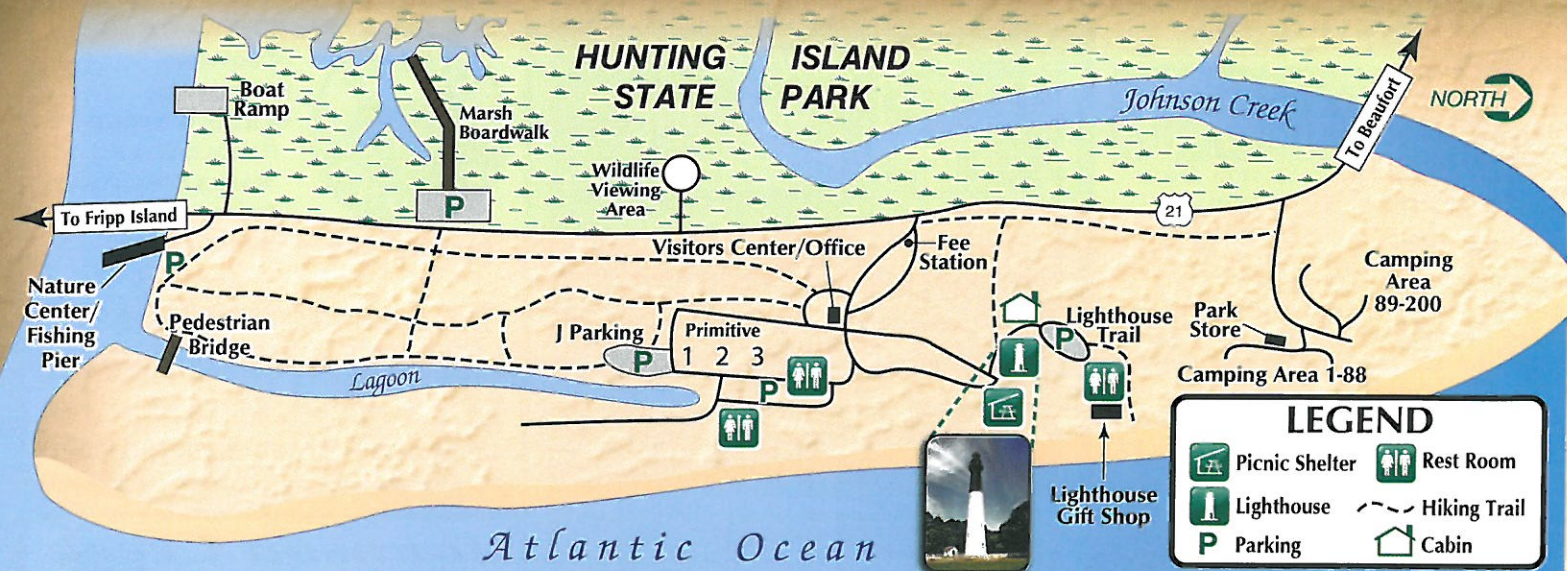 HUNTING ISLAND
STATE PARK
Boat
Ramp
Marsh
Boardwalk
Johnson Creek
To Beaufort
NORTH
Wildlife
Viewing
Area
P
To Fripp Island
21
Visitors Center/Office
Fee
Station
P
Nature
Center/
Fishing
Pier
Camping
Area
89-200
Pedestrian
Bridge
J Parking
P
Primitive
1 2 3
P
Lighthouse
Trail
P
Park
Store
Camping Area 1-88
Lagoon
Lighthouse
Gift Shop
Atlantic Ocean
LEGEND
Picnic Shelter
Rest Room
Lighthouse
Hiking Trail
P Parking
Cabin